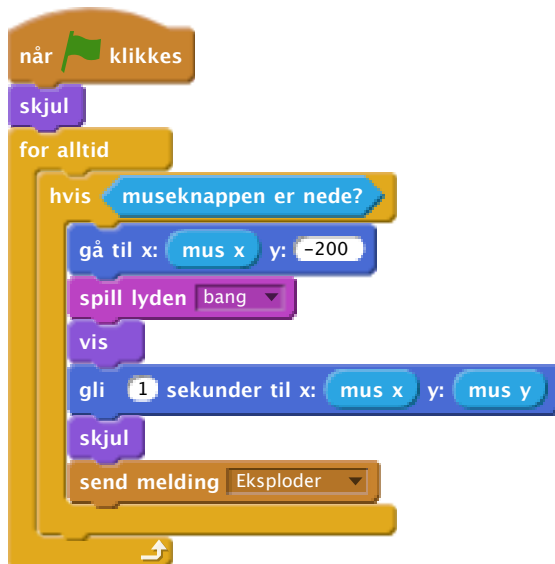 når klikkes
skjul
for alltid
hvis museknappen er nede?
gå til x: mus x y: -200
spill lyden bang
vis
gli 1 sekunder til x: mus x y: mus y
skjul
send melding Eksploder